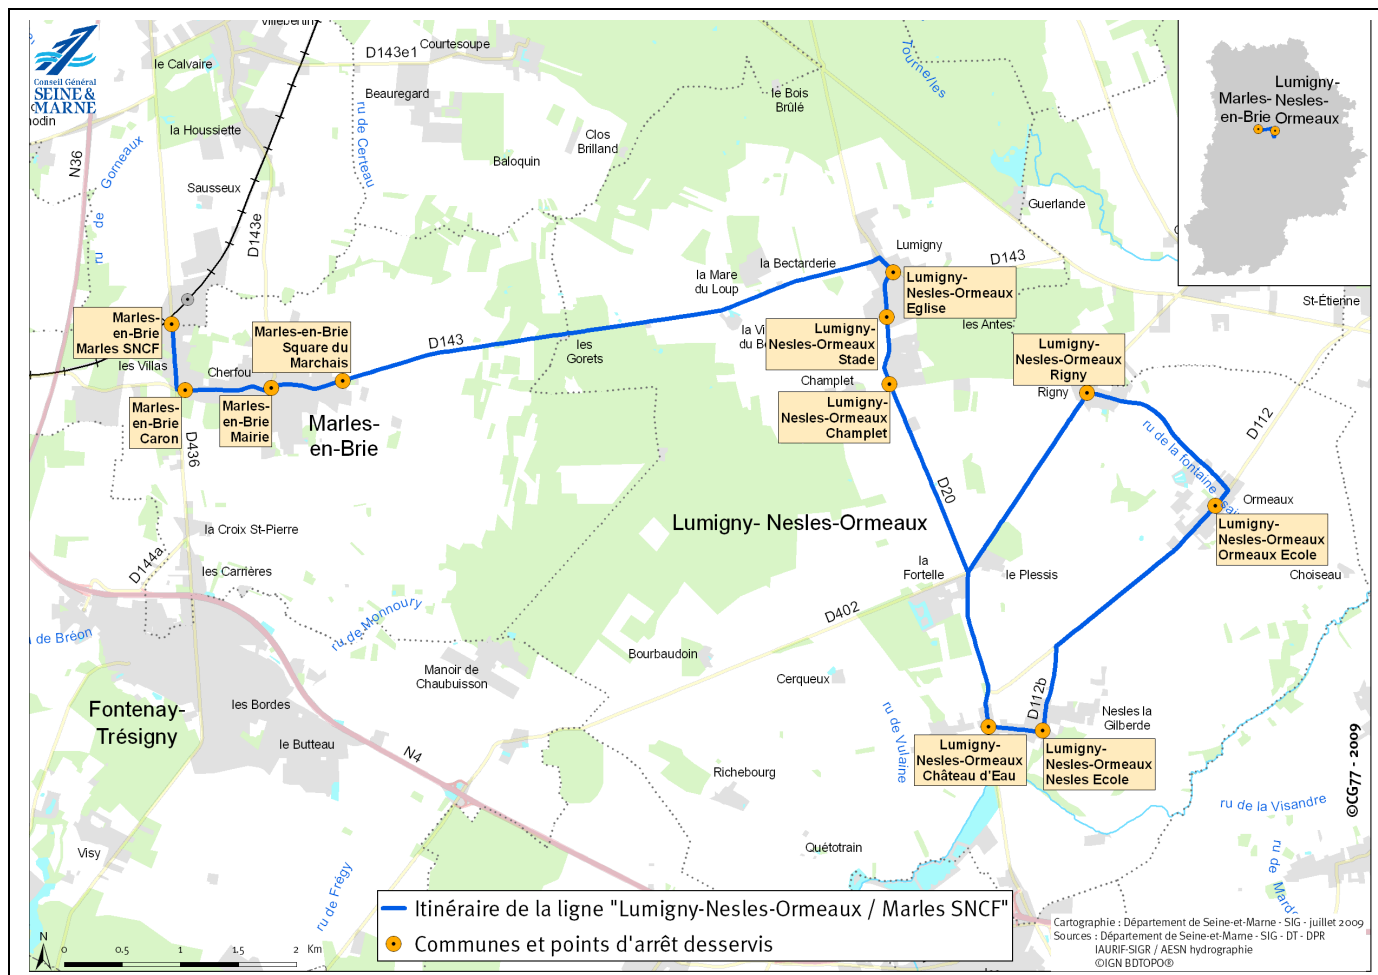 Villebertin
Conseil Général
SEINE &
MARNE
le Calvaire
D143e1
Courtesoupe
Beauregard
ru de Certeau
la Houssiette
Clos
Brilland
Baloquin
Sausseux
D143e
N36
ru de Gorneaux
le Bois
Brûlé
Guerlande
Marles-
en-Brie
Lumigny-
Nesles-
Ormeaux
St-Étienne
Lumigny
D143
la Bectarderie
la Mare
du Loup
Lumigny-
Nesles-Ormeaux
Eglise
les Antes
Lumigny-
Nesles-Ormeaux
Stade
Lumigny-
Nesles-Ormeaux
Rigny
Rigny
Champlet
Lumigny-
Nesles-Ormeaux
Champlet
Marles-
en-Brie
Marles SNCF
les Villas
Cherfou
Marles-en-Brie
Square du
Marchais
D143
les
Gorets
Marles-
en-Brie
Caron
Marles-
en-Brie
Mairie
D436
Marles-
en-Brie
D112
ru de la fontaine
D20
Ormeaux
Lumigny-
Nesles-Ormeaux
Ormeaux Ecole
Choiseau
Lumigny- Nesles-Ormeaux
la Croix St-Pierre
D144a
les Carrières
la
Fortelle
le Plessis
D402
de Bréon
ru de Monnoury
Manoir de
Chaubuisson
Bourbaudoin
Cerqueux
D112b
Nesles la
Gilberde
les Bordes
Fontenay-
Trésigny
le Butteau
N4
ru de Vulaine
Lumigny-
Nesles-Ormeaux
Château d'Eau
Lumigny-
Nesles-Ormeaux
Nesles Ecole
Richebourg
ru de la Visandre
©CG77 - 2009
Visy
ru de Frégy
Quétotrain
Itinéraire de la ligne "Lumigny-Nesles-Ormeaux / Marles SNCF"
Communes et points d'arrêt desservis
N
0 0.5 1 1.5 2 Km
Cartographie : Département de Seine-et-Marne - SIG - juillet 2009
Sources : Département de Seine-et-Marne - SIG - DT - DPR
IAURIF-SIGR / AESN hydrographie
©IGN BDTOPO®